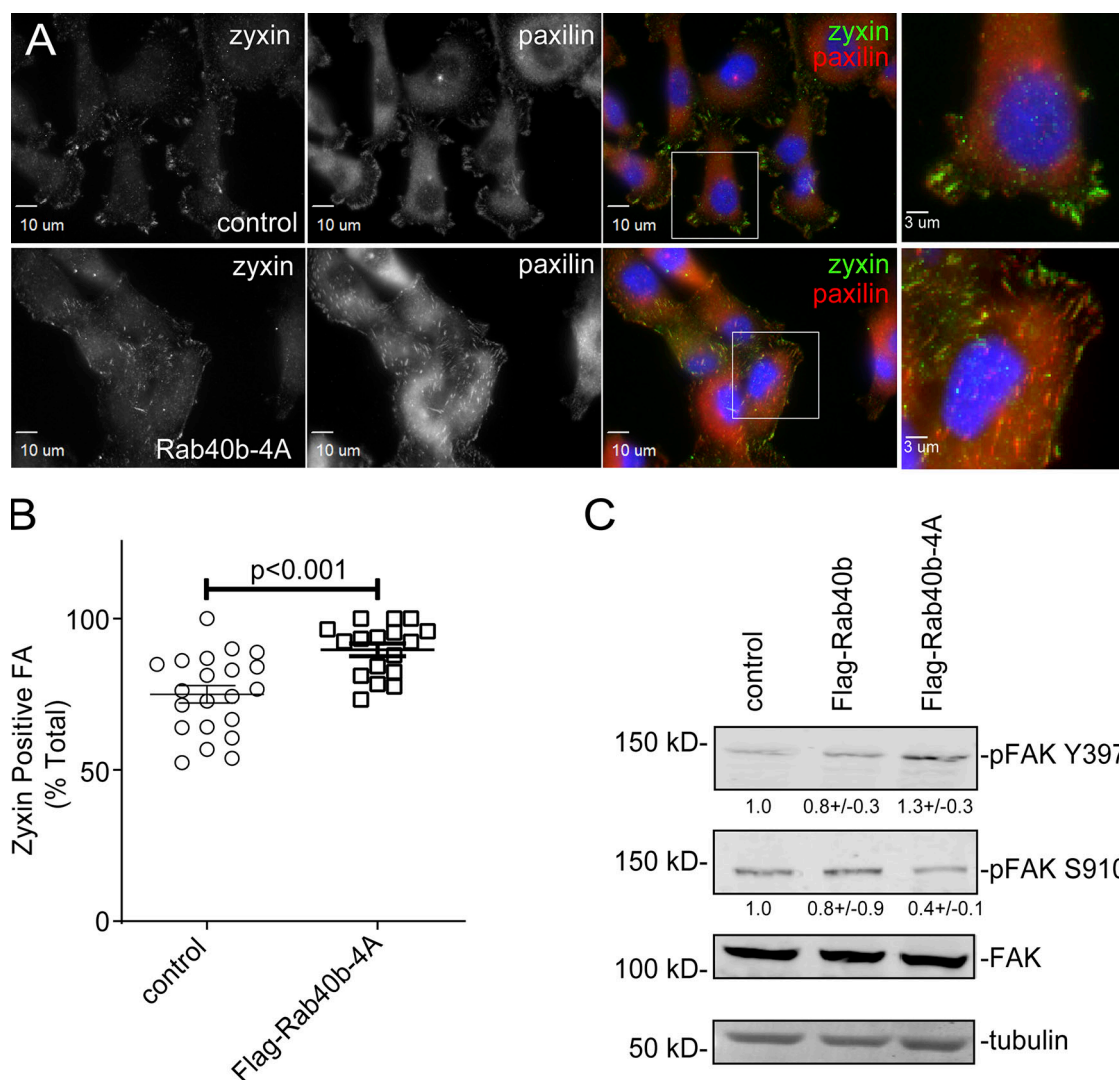 A
zyxin
paxilin
zyxin
paxilin
10 um
control
10 um
10 um
3 um
zyxin
paxilin
zyxin
paxilin
10 um
Rab40b-4A
10 um
10 um
3 um
B
Zyxin Positive FA
(% Total)
p<0.001
100
50
0
control
Flag-Rab40b-4A
C
control
Flag-Rab40b
Flag-Rab40b-4A
150 kD-
-pFAK Y397
1.0 0.8+/-0.3 1.3+/-0.3
150 kD-
-pFAK S910
1.0 0.8+/-0.9 0.4+/-0.1
100 kD-
-FAK
50 kD-
-tubulin